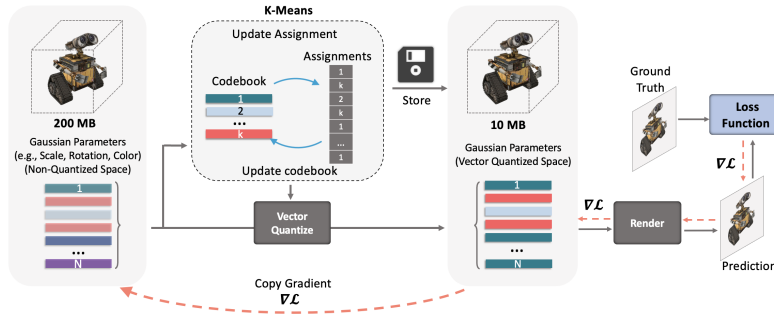 K-Means
Update Assignment
Assignments
Codebook
1
2
...
k
1
k
2
k
1
...
1
Update codebook
Store
200 MB
Gaussian Parameters
(e.g., Scale, Rotation, Color)
(Non-Quantized Space)
1
...
N
Vector
Quantize
10 MB
Gaussian Parameters
(Vector Quantized Space)
1
...
N
Ground
Truth
Loss
Function
∇ℒ
∇ℒ
Render
Prediction
Copy Gradient
∇ℒ